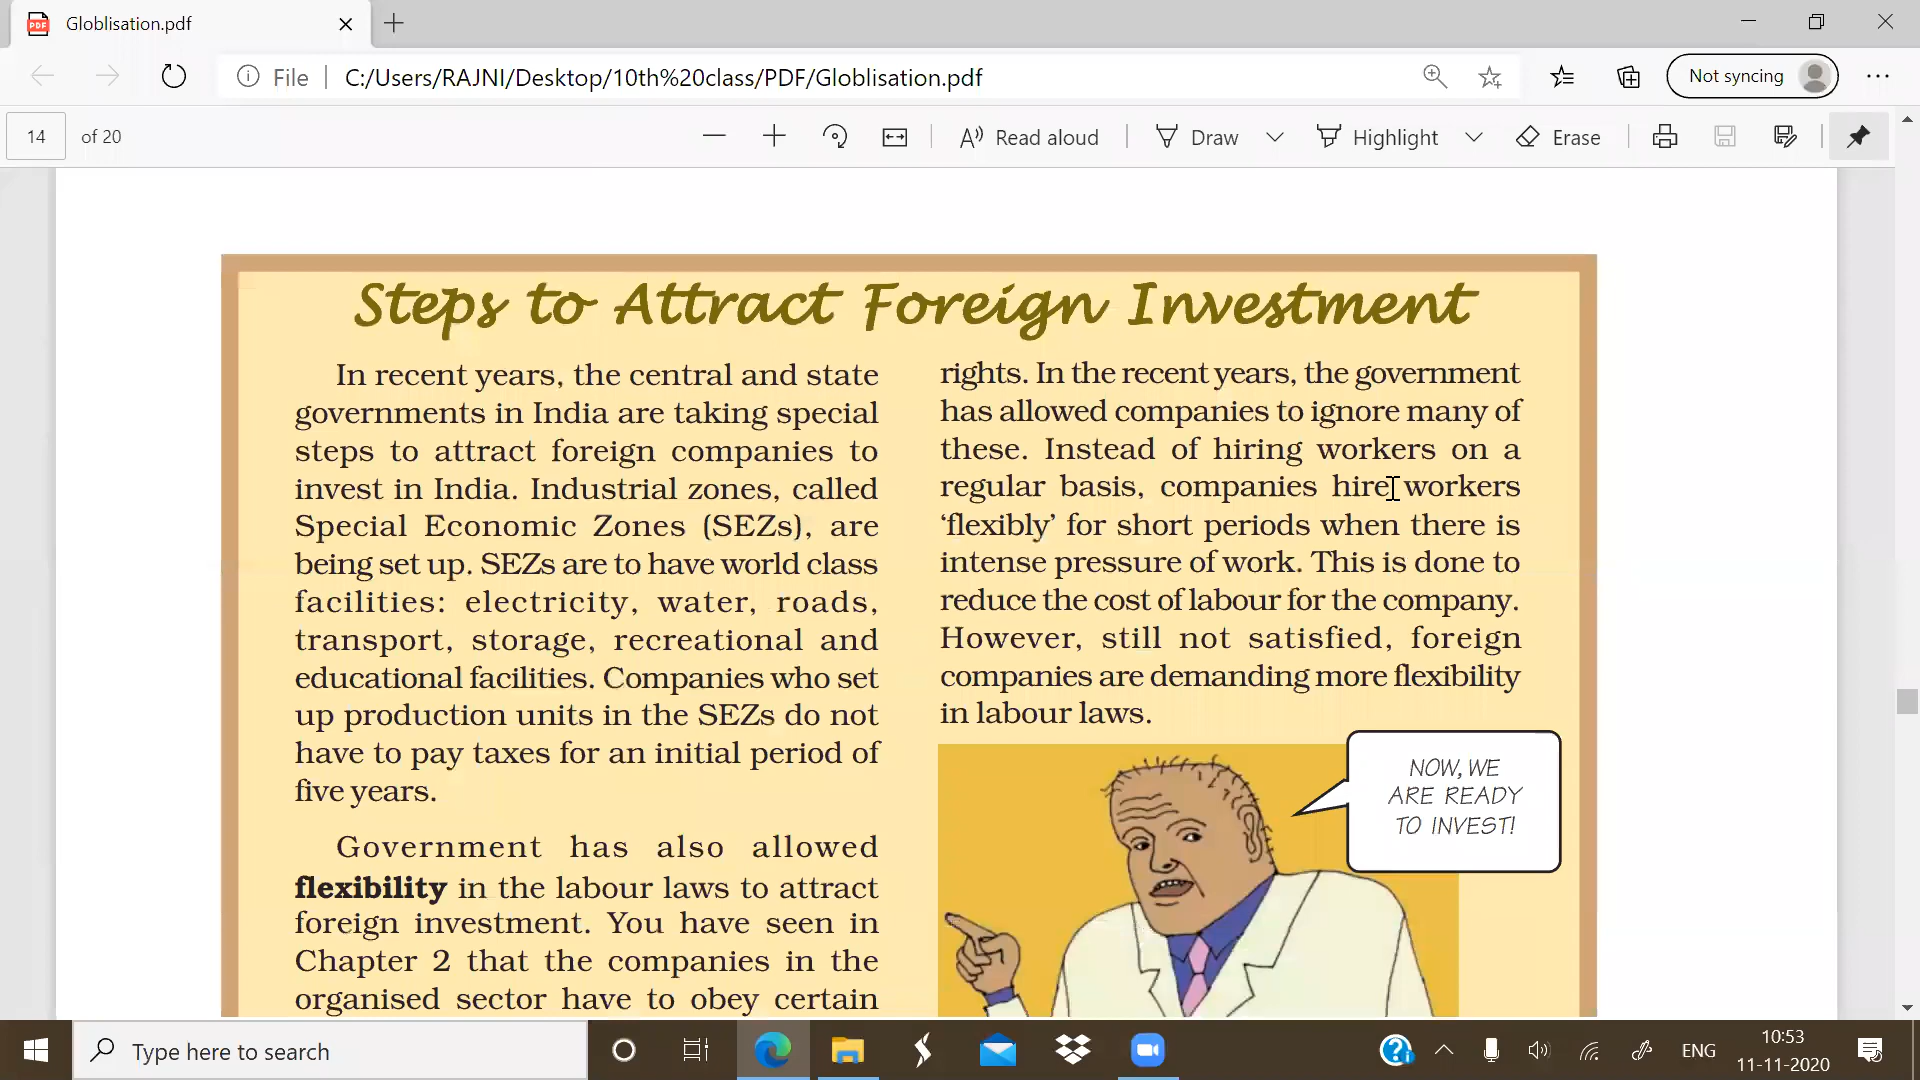 Globlisation.pdf
File
C:/Users/RAJNI/Desktop/10th%20class/PDF/Globlisation.pdf
Not syncing
14 of 20
Read aloud
Draw
Highlight
Erase
Steps to Attract Foreign Investment
In recent years, the central and state
governments in India are taking special
steps to attract foreign companies to
invest in India. Industrial zones, called
Special Economic Zones (SEZs), are
being set up. SEZs are to have world class
facilities: electricity, water, roads,
transport, storage, recreational and
educational facilities. Companies who set
up production units in the SEZs do not
have to pay taxes for an initial period of
five years.
Government has also allowed
flexibility in the labour laws to attract
foreign investment. You have seen in
Chapter 2 that the companies in the
organised sector have to obey certain
rights. In the recent years, the government
has allowed companies to ignore many of
these. Instead of hiring workers on a
regular basis, companies hire workers
‘flexibly’ for short periods when there is
intense pressure of work. This is done to
reduce the cost of labour for the company.
However, still not satisfied, foreign
companies are demanding more flexibility
in labour laws.
NOW, WE
ARE READY
TO INVEST!
Type here to search
ENG
10:53
11-11-2020